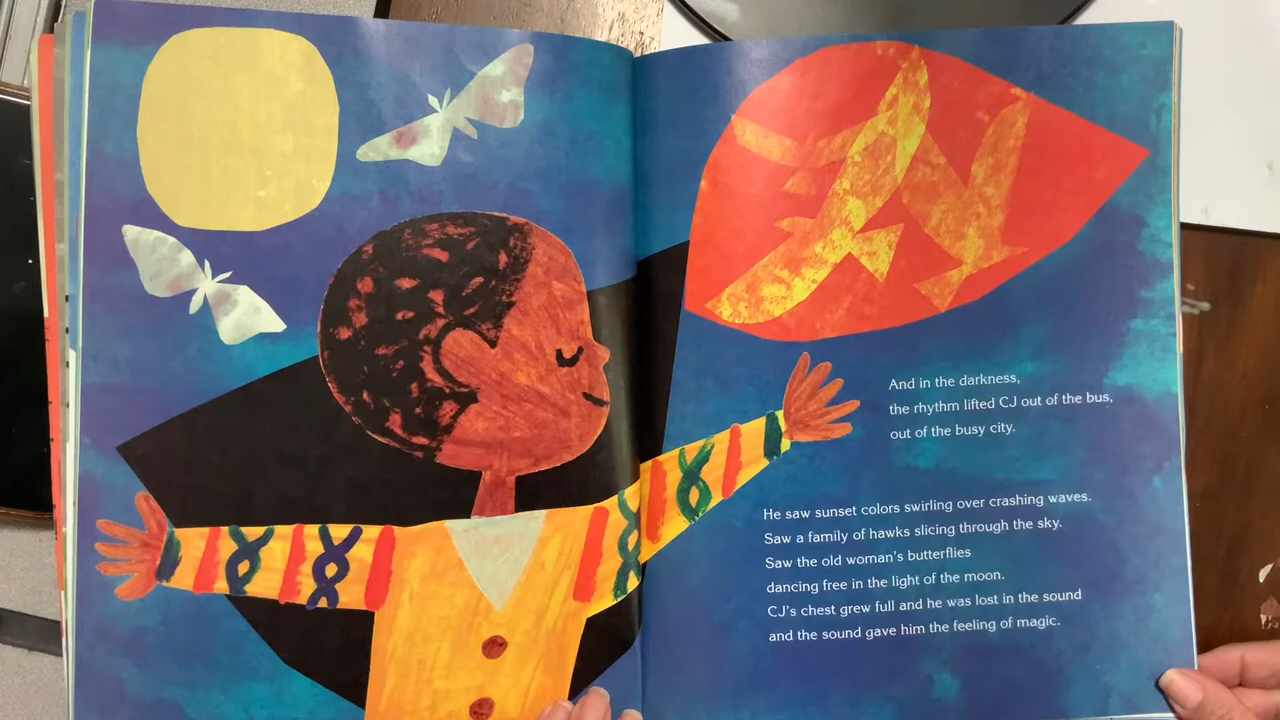 And in the darkness,
the rhythm lifted CJ out of the bus,
out of the busy city.
He saw sunset colors swirling over crashing waves.
Saw a family of hawks slicing through the sky.
Saw the old woman's butterflies
dancing free in the light of the moon.
CJ's chest grew full and he was lost in the sound
and the sound gave him the feeling of magic.